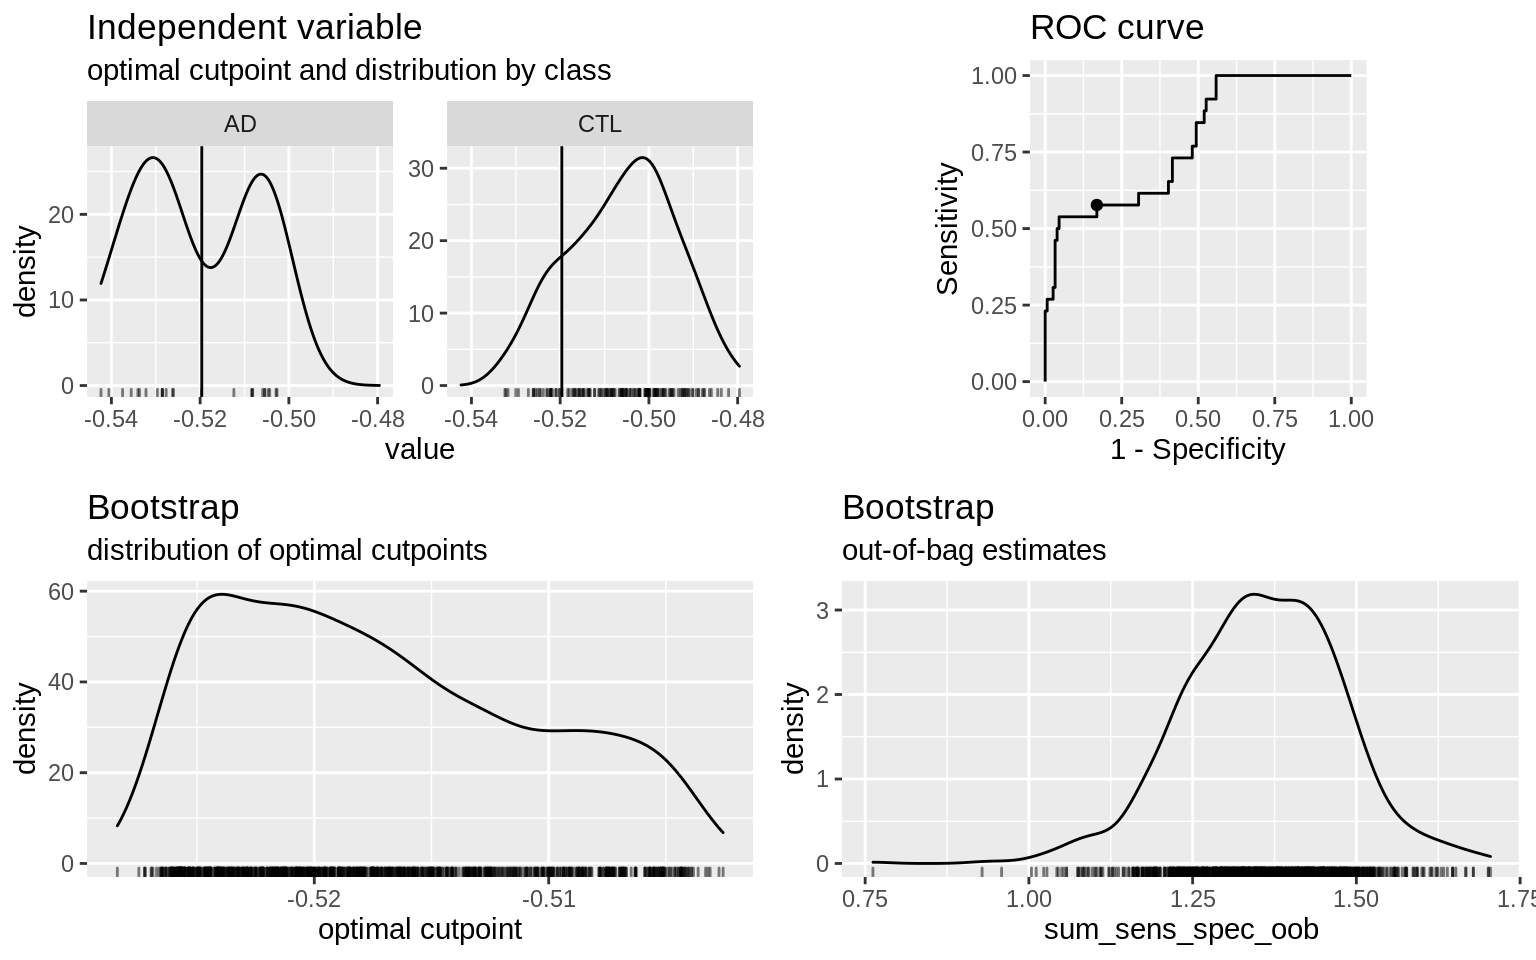 Independent variable
optimal cutpoint and distribution by class
AD
CTL
density
20
10
0
30
20
10
0
-0.54
-0.52
-0.50
-0.48
-0.54
-0.52
-0.50
-0.48
value
ROC curve
Sensitivity
1.00
0.75
0.50
0.25
0.00
0.00
0.25
0.50
0.75
1.00
1 - Specificity
Bootstrap
distribution of optimal cutpoints
density
60
40
20
0
-0.52
-0.51
optimal cutpoint
Bootstrap
out-of-bag estimates
density
3
2
1
0
0.75
1.00
1.25
1.50
1.75
sum_sens_spec_oob